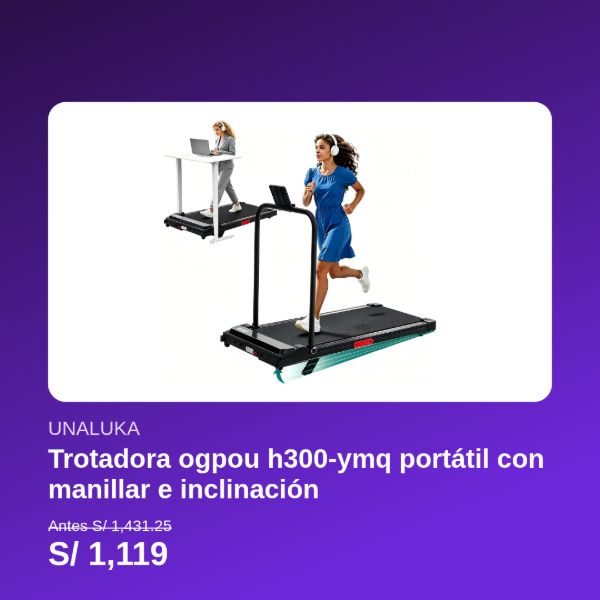 UNALUKA
Trotadora ogpou h300-ymq portátil con
manillar e inclinación
Antes S/ 1,431.25
S/ 1,119